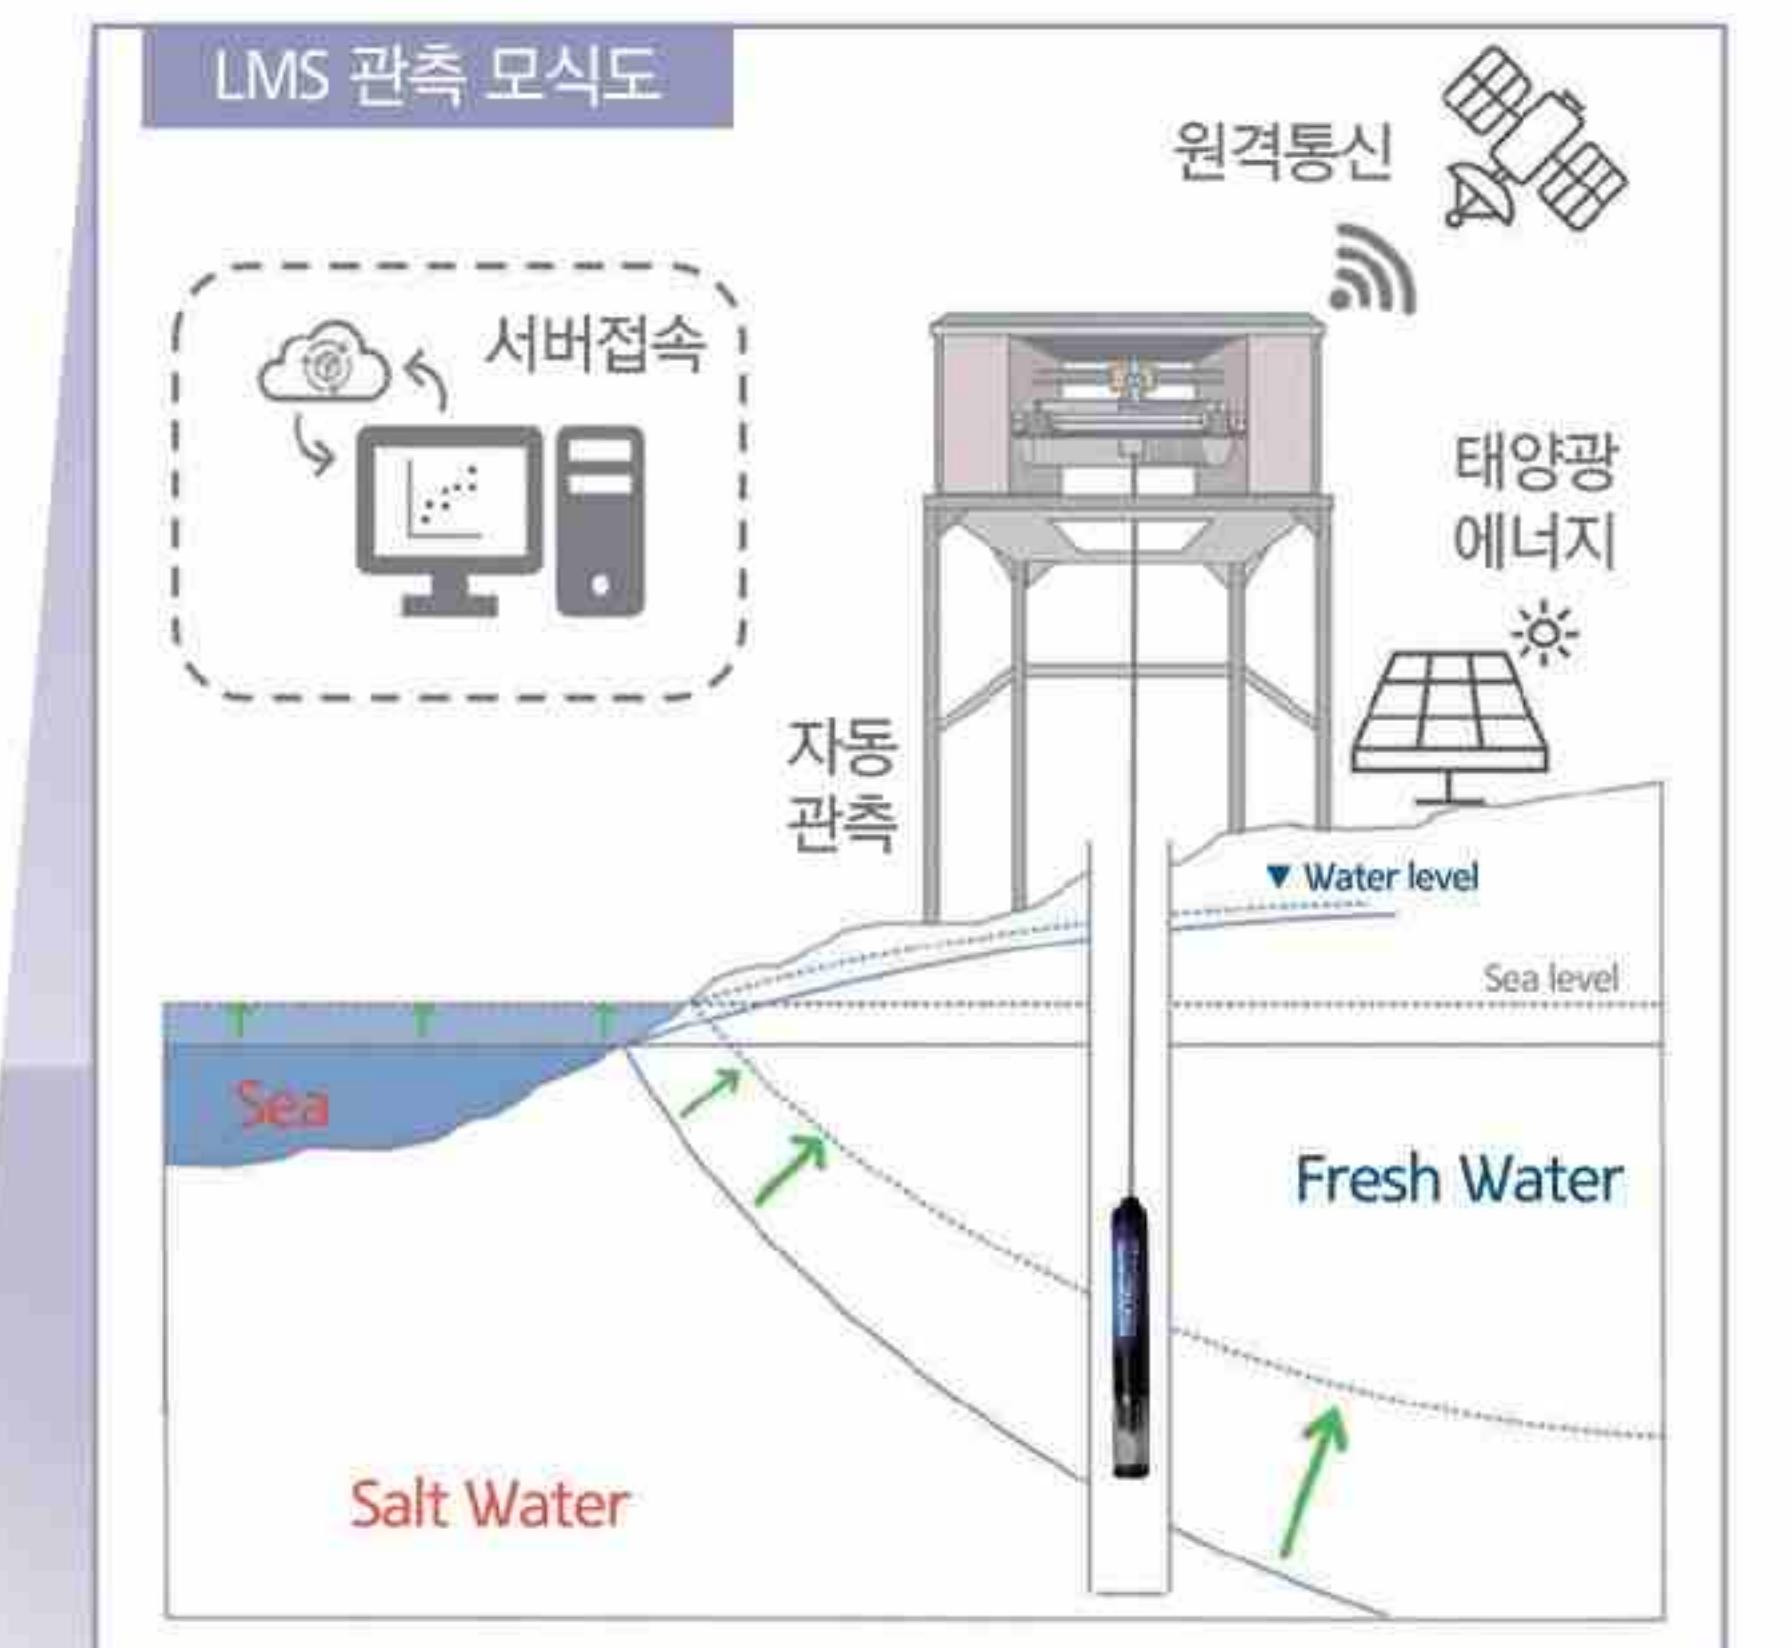 LMS 관측 모식도
원격통신
서버접속
태양광
에너지
자동
관측
▼ Water level
Sea level
Sea
Fresh Water
Salt Water